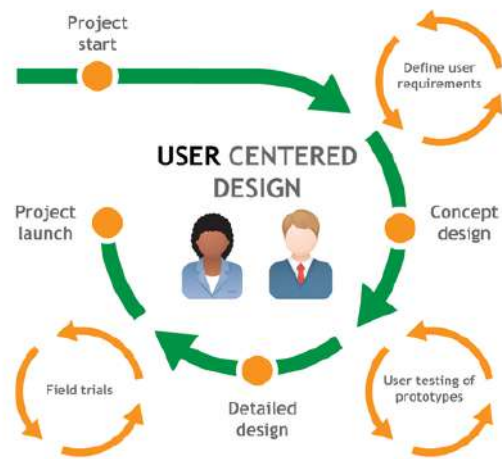 Project
start
Define user
requirements
USER CENTERED
DESIGN
Project
launch
Concept
design
Field trials
User testing of
prototypes
Detailed
design